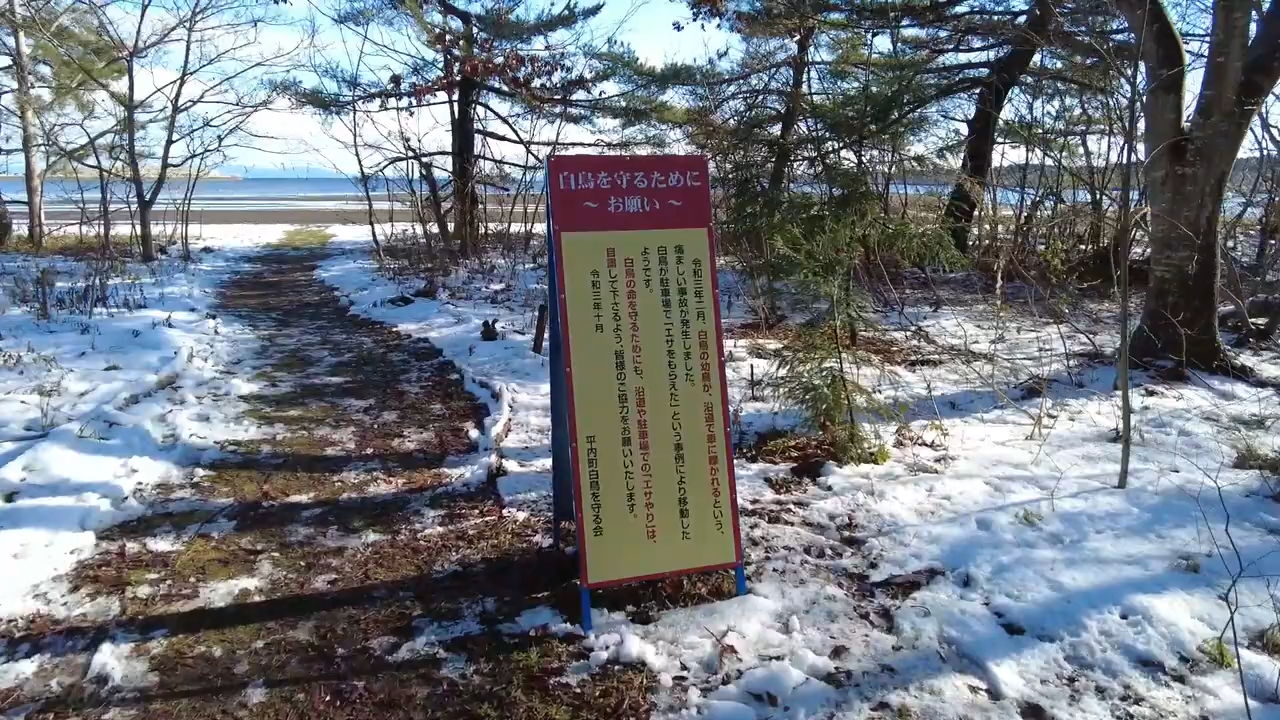 白鳥を守るために
～ お願い ～
令和三年二月、白鳥の幼鳥が、沿道で車に轢かれるという、
痛ましい事故が発生しました。
白鳥が駐車場で「エサをもらえた」という事例により移動した
ようです。
白鳥の命を守るためにも、沿道や駐車場での「エサやり」は、
自粛して下さるよう、皆様のご協力をお願いいたします。
令和三年十月
平内町白鳥を守る会